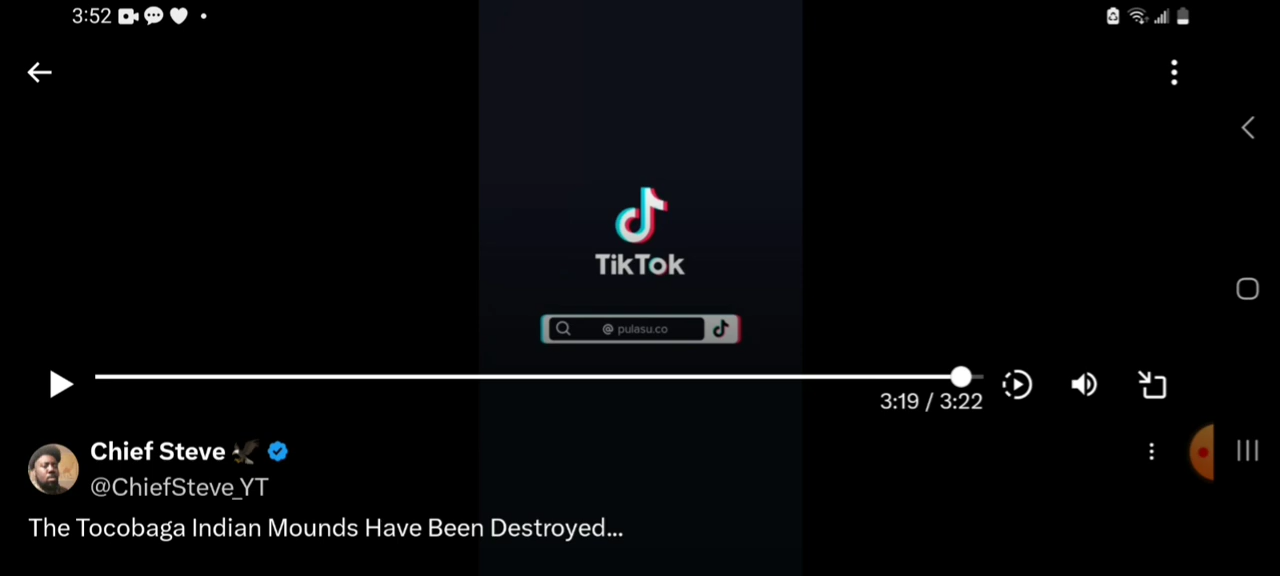 3:52
TikTok
@ pulasu.co
3:19 / 3:22
Chief Steve
@ChiefSteve_YT
The Tocobaga Indian Mounds Have Been Destroyed...